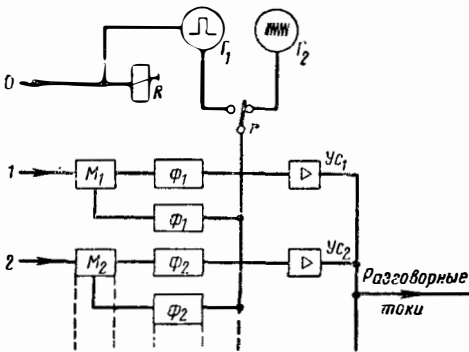 Г₁ Г₂
0 R
r
1 М₁ Ф₁ УС₁
Ф₁
2 М₂ Ф₂ УС₂
Разговорные
токи
Ф₂